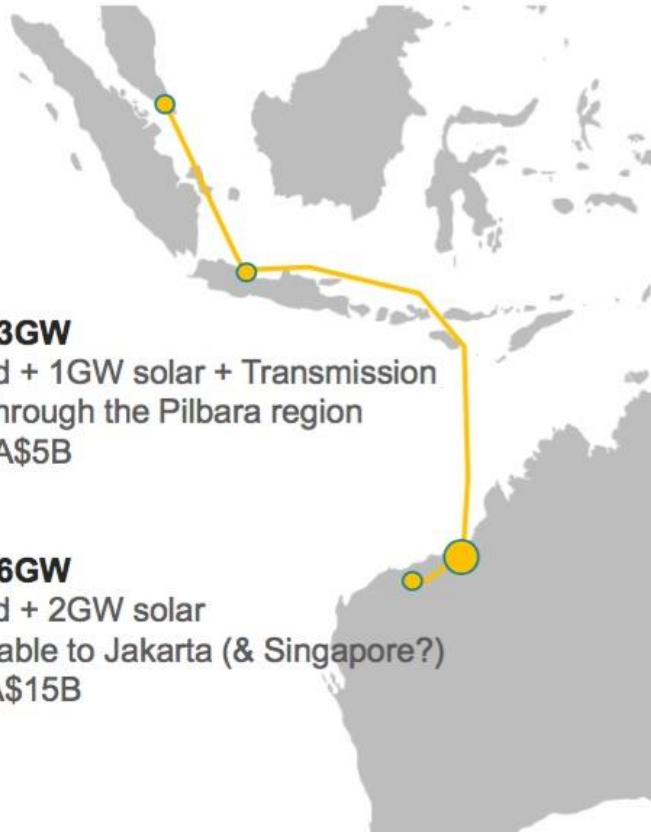 3GW
d + 1GW solar + Transmission
hrough the Pilbara region
A$5B
6GW
d + 2GW solar
able to Jakarta (& Singapore?)
A$15B